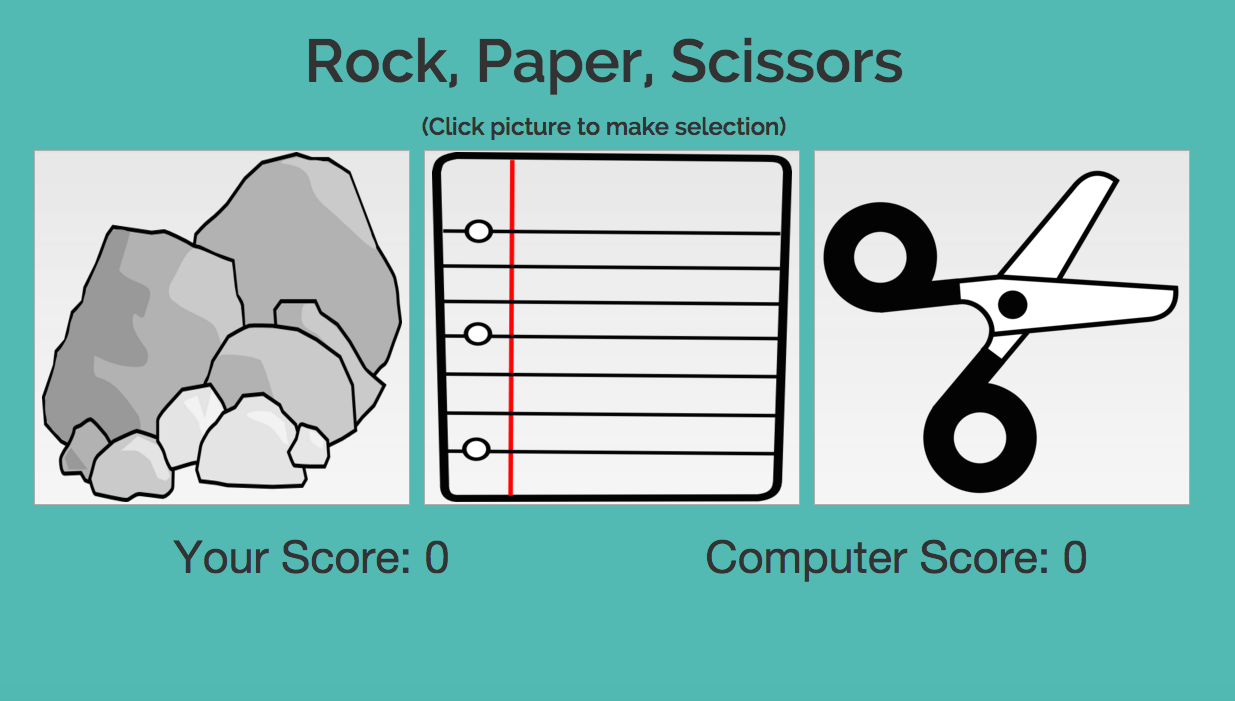 Rock, Paper, Scissors
(Click picture to make selection)
Your Score: 0
Computer Score: 0